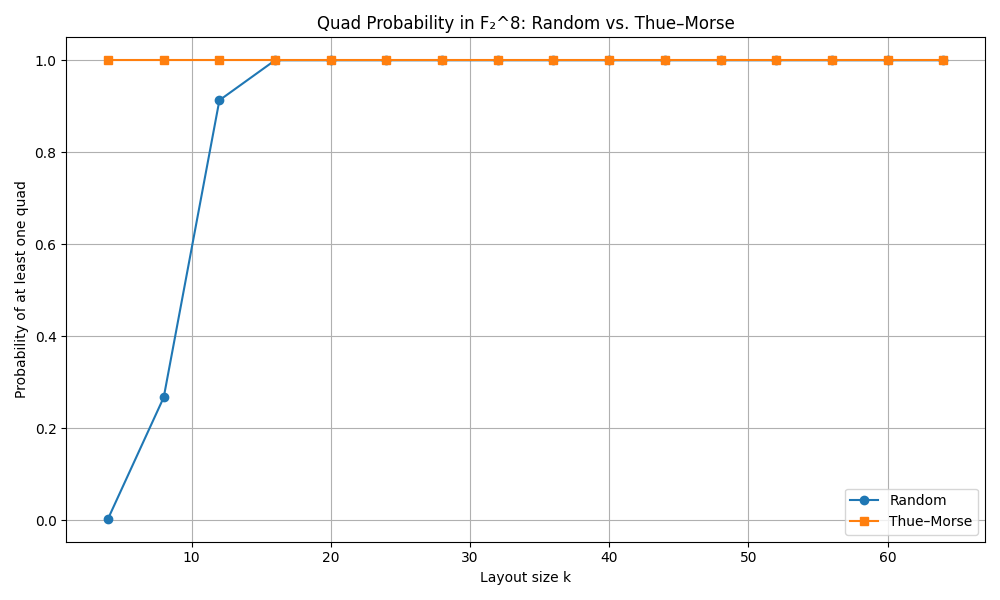 Quad Probability in F₂^8: Random vs. Thue–Morse
Probability of at least one quad
1.0
0.8
0.6
0.4
0.2
0.0
10 20 30 40 50 60
Layout size k
Random
Thue–Morse